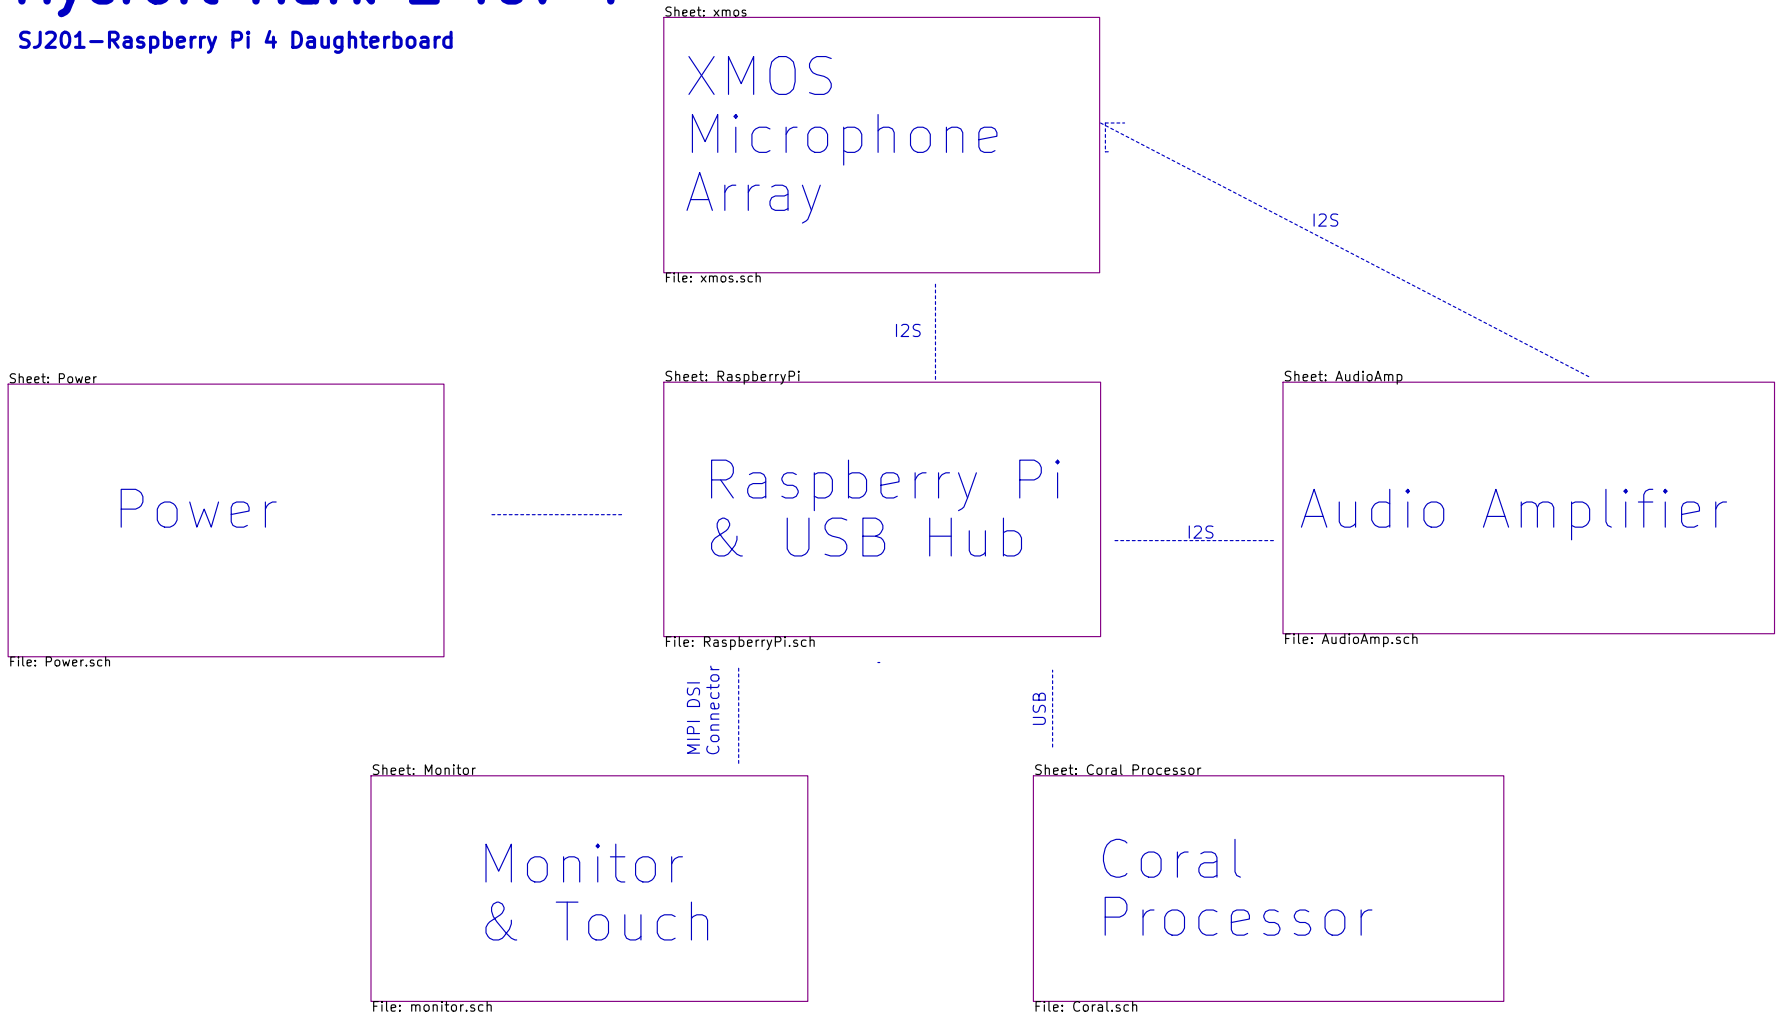 SJ201-Raspberry Pi 4 Daughterboard
Sheet: xmos
XMOS
Microphone
Array
File: xmos.sch
I2S
I2S
Sheet: Power
Power
File: Power.sch
Sheet: RaspberryPi
Raspberry Pi
& USB Hub
File: RaspberryPi.sch
I2S
Sheet: AudioAmp
Audio Amplifier
File: AudioAmp.sch
MIPI DSI
Connector
USB
Sheet: Monitor
Monitor
& Touch
File: monitor.sch
Sheet: Coral Processor
Coral
Processor
File: Coral.sch